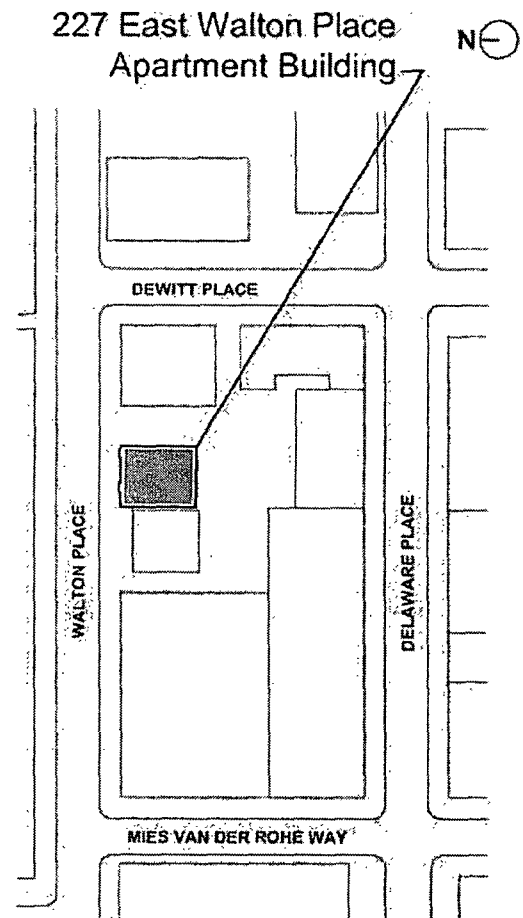 227 East Walton Place
Apartment Building
N
DEWITT PLACE
WALTON PLACE
DELAWARE PLACE
MIES VAN DER ROHE WAY